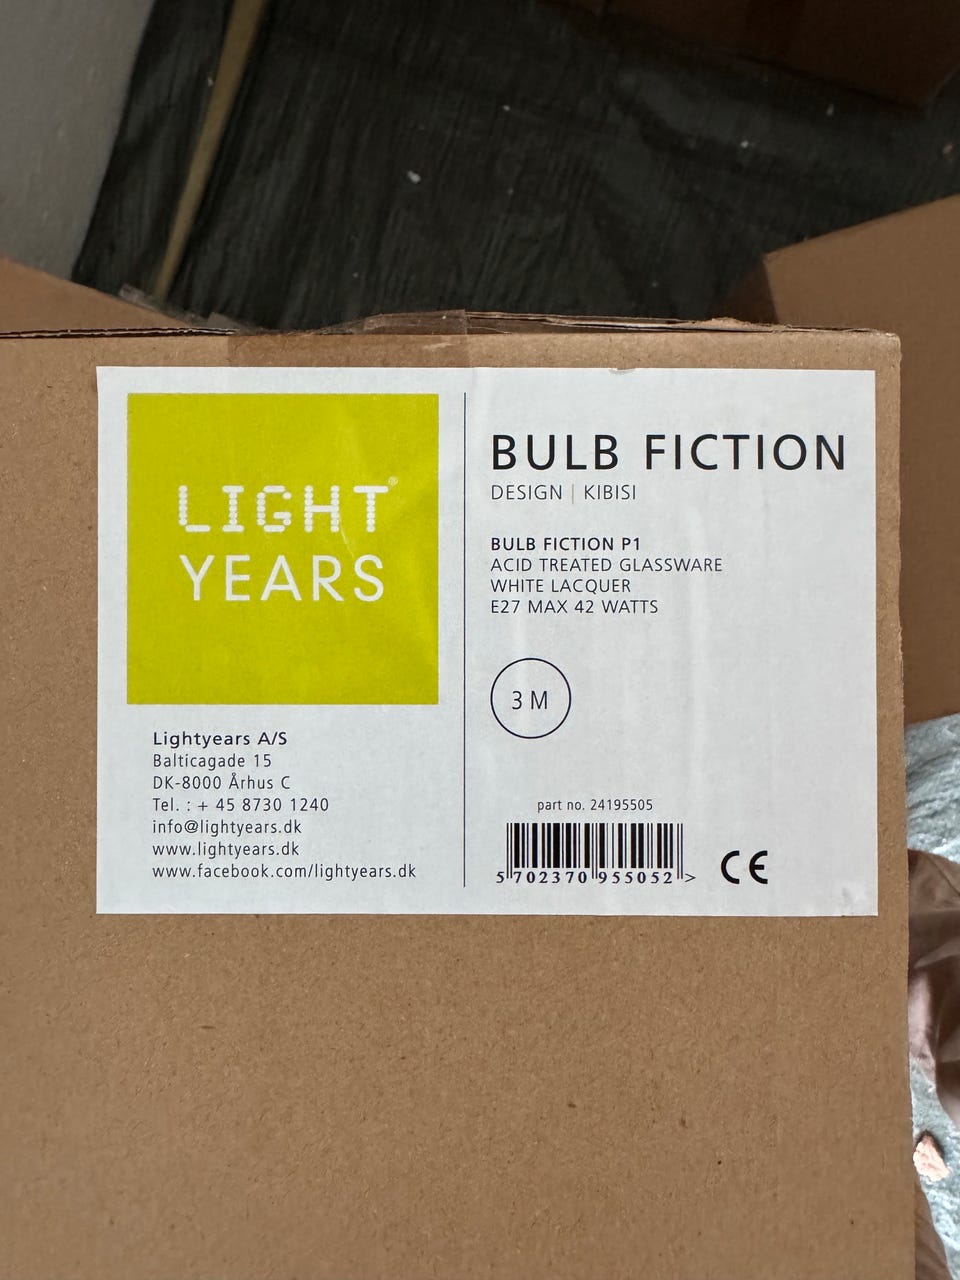 LIGHT®
YEARS
Lightyears A/S
Balticagade 15
DK-8000 Århus C
Tel. : + 45 8730 1240
info@lightyears.dk
www.lightyears.dk
www.facebook.com/lightyears.dk
BULB FICTION
DESIGN | KIBISI
BULB FICTION P1
ACID TREATED GLASSWARE
WHITE LACQUER
E27 MAX 42 WATTS
3 M
part no. 24195505
5 702370 955052 >
CE